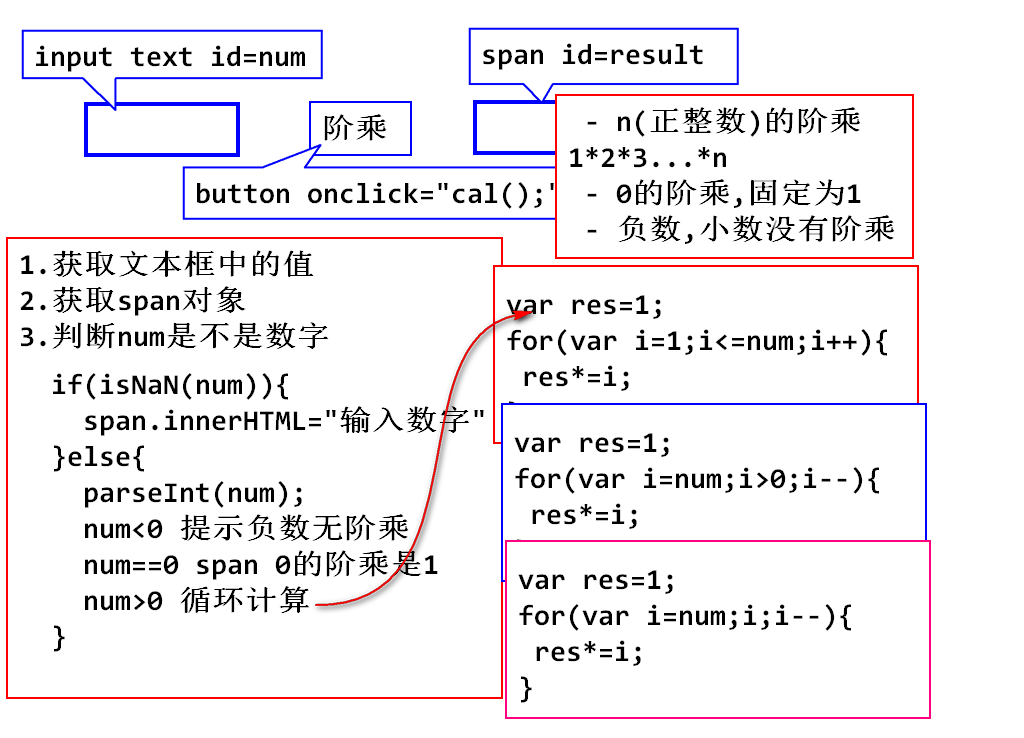 input text id=num
span id=result
阶乘
button onclick="cal();"
- n(正整数)的阶乘
1*2*3...*n
- 0的阶乘,固定为1
- 负数,小数没有阶乘
1.获取文本框中的值
2.获取span对象
3.判断num是不是数字
if(isNaN(num)){
span.innerHTML="输入数字"
}else{
parseInt(num);
num<0 提示负数无阶乘
num==0 span 0的阶乘是1
num>0 循环计算
}
var res=1;
for(var i=1;i<=num;i++){
res*=i;
var res=1;
for(var i=num;i>0;i--){
res*=i;
var res=1;
for(var i=num;i;i--){
res*=i;
}